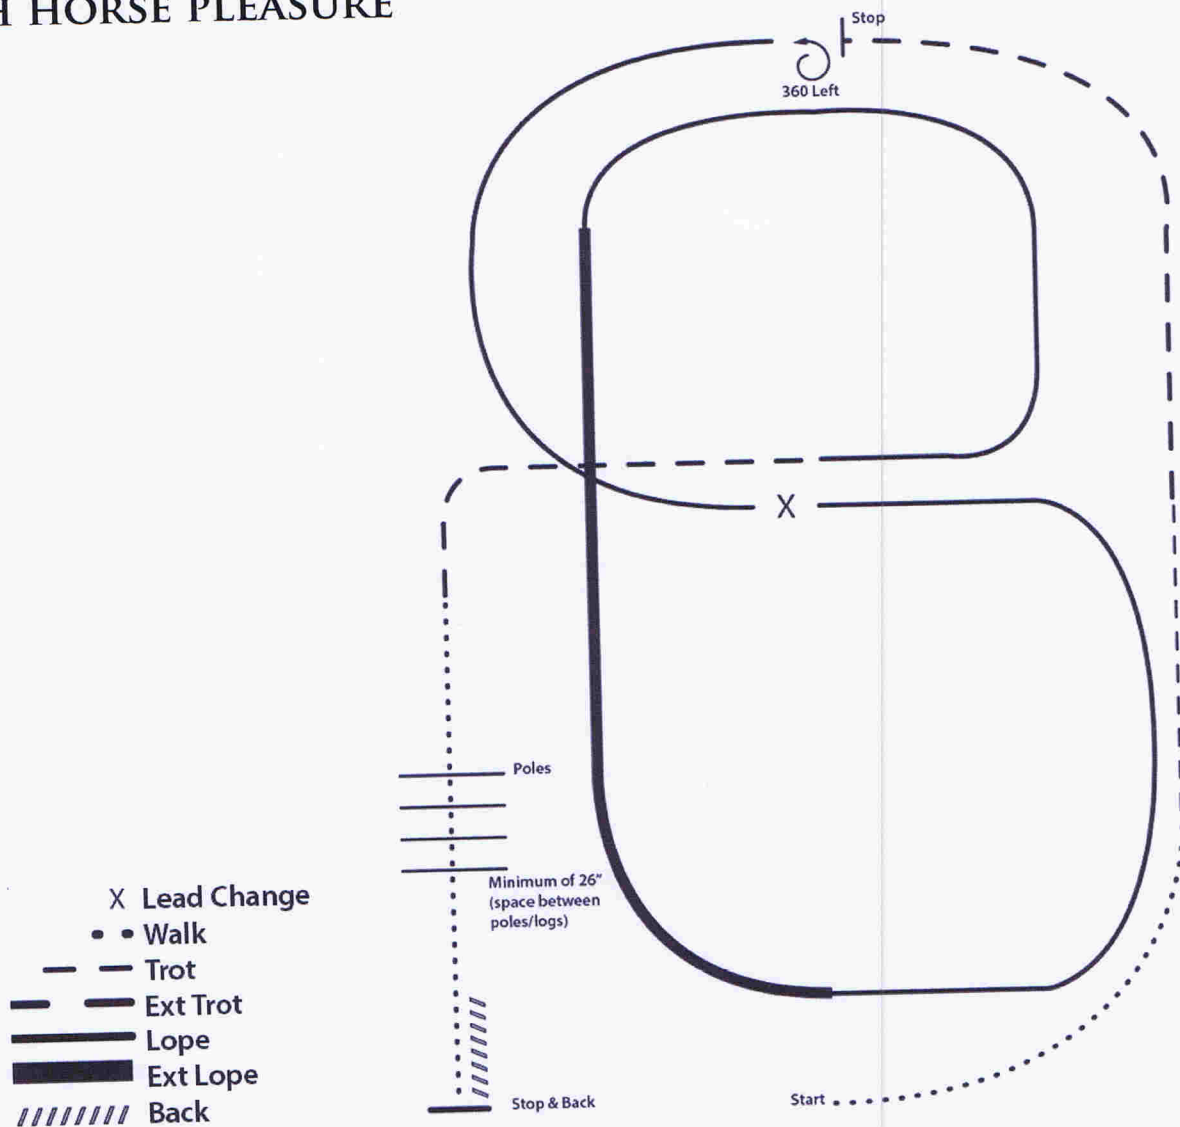 HORSE PLEASURE
Stop
360 Left
X
Poles
Minimum of 26"
(space between
poles/logs)
X Lead Change
Walk
Trot
Ext Trot
Lope
Ext Lope
Back
Stop & Back
Start